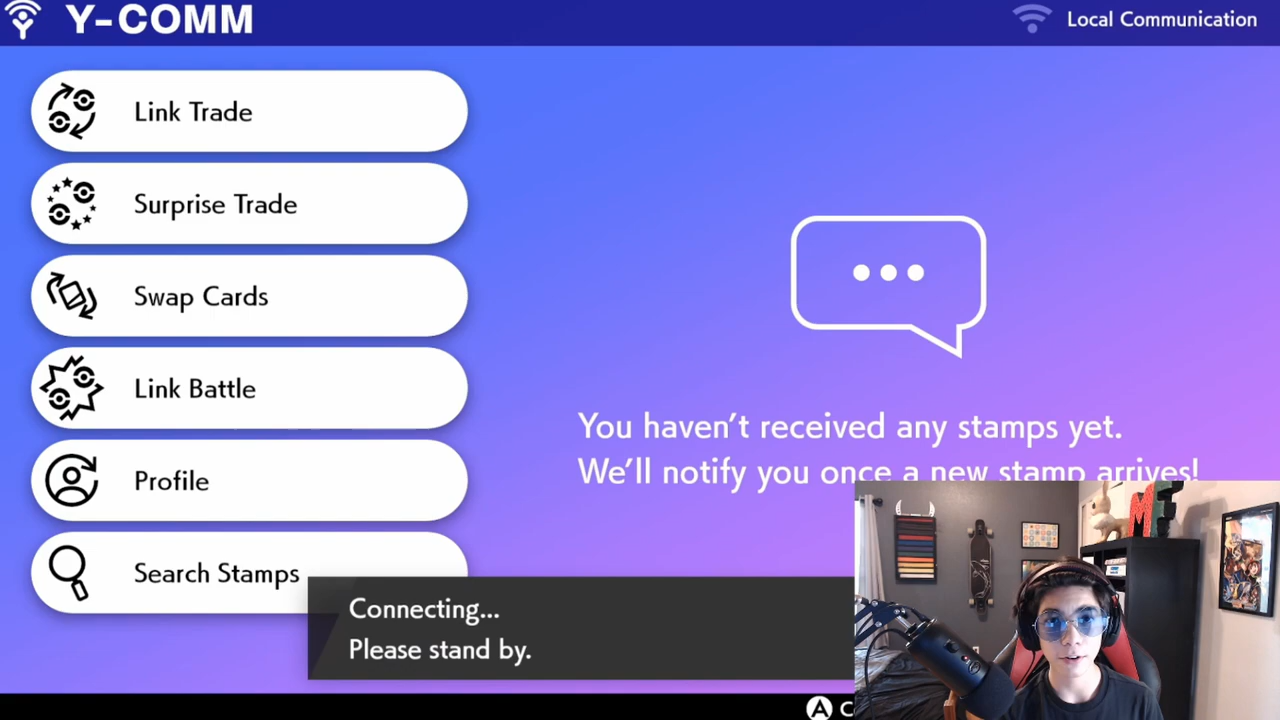 Y-COMM
Local Communication
Link Trade
Surprise Trade
Swap Cards
Link Battle
Profile
Search Stamps
You haven't received any stamps yet.
We'll notify you once a new stamp arrives!
Connecting...
Please stand by.
ME
A